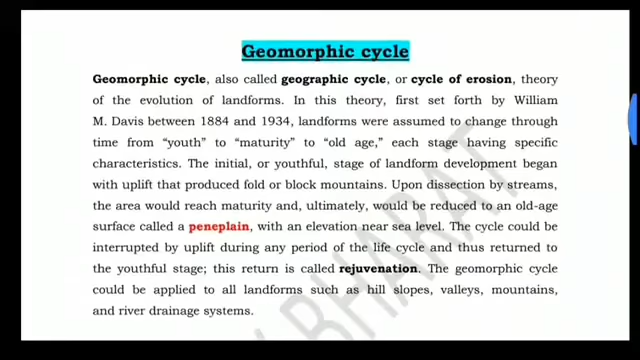 Geomorphic cycle
Geomorphic cycle, also called geographic cycle, or cycle of erosion, theory
of the evolution of landforms. In this theory, first set forth by William
M. Davis between 1884 and 1934, landforms were assumed to change through
time from “youth” to “maturity” to “old age,” each stage having specific
characteristics. The initial, or youthful, stage of landform development began
with uplift that produced fold or block mountains. Upon dissection by streams,
the area would reach maturity and, ultimately, would be reduced to an old-age
surface called a peneplain, with an elevation near sea level. The cycle could be
interrupted by uplift during any period of the life cycle and thus returned to
the youthful stage; this return is called rejuvenation. The geomorphic cycle
could be applied to all landforms such as hill slopes, valleys, mountains,
and river drainage systems.
BHARAT